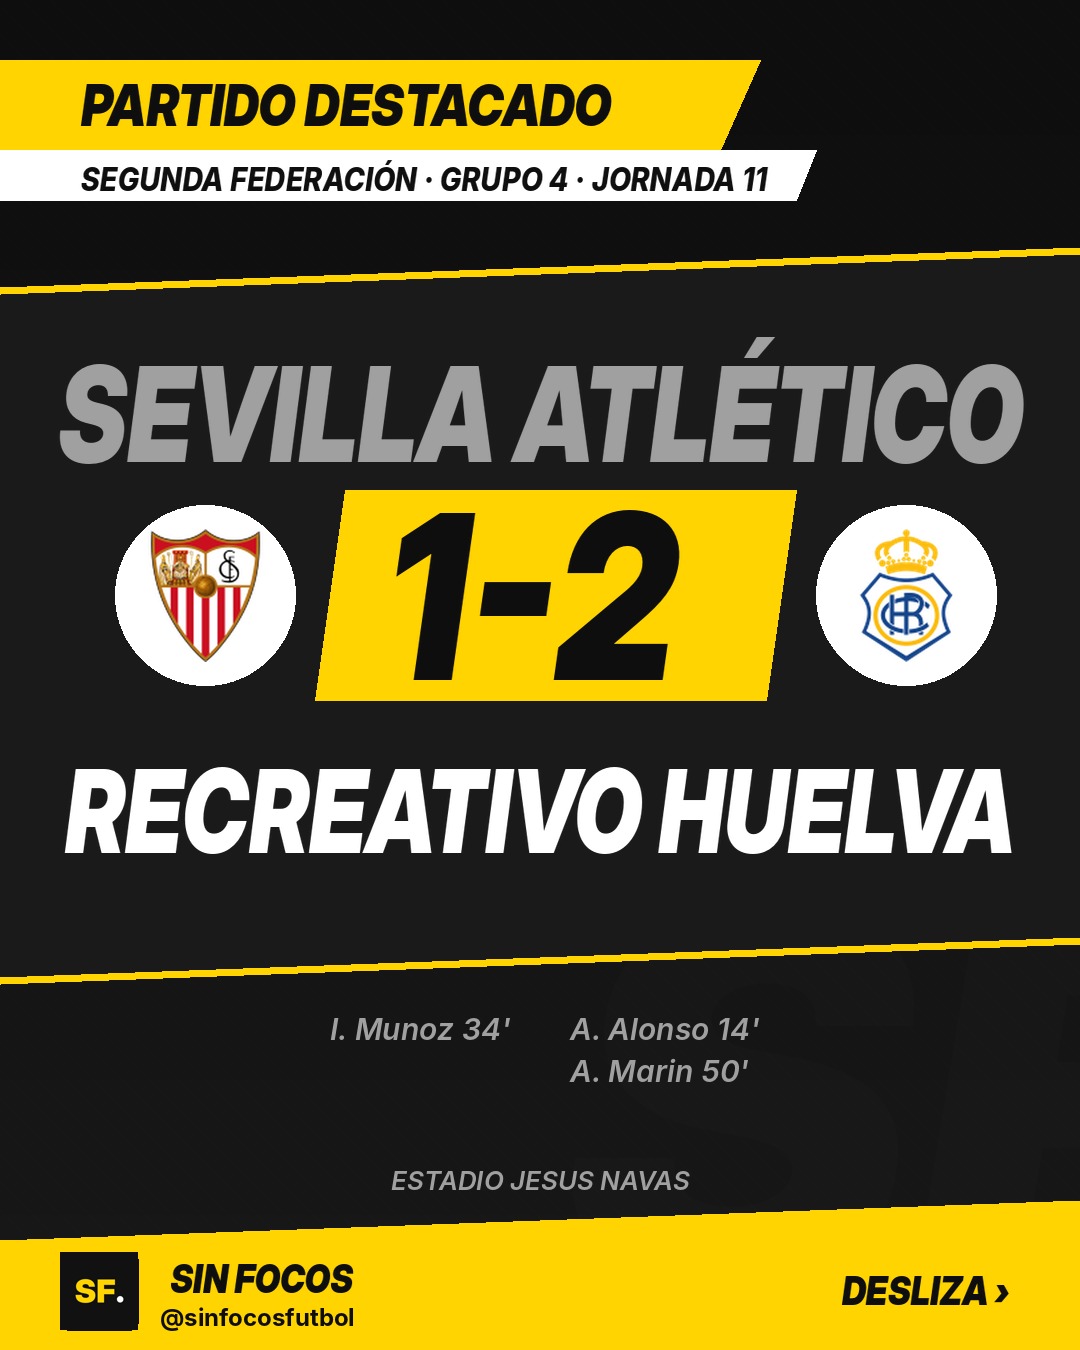 PARTIDO DESTACADO
SEGUNDA FEDERACIÓN · GRUPO 4 · JORNADA 11
SEVILLA ATLÉTICO
1-2
RECREATIVO HUELVA
I. Munoz 34' A. Alonso 14'
A. Marin 50'
ESTADIO JESUS NAVAS
SF.
SIN FOCOS
@sinfocosfutbol
DESLIZA ›